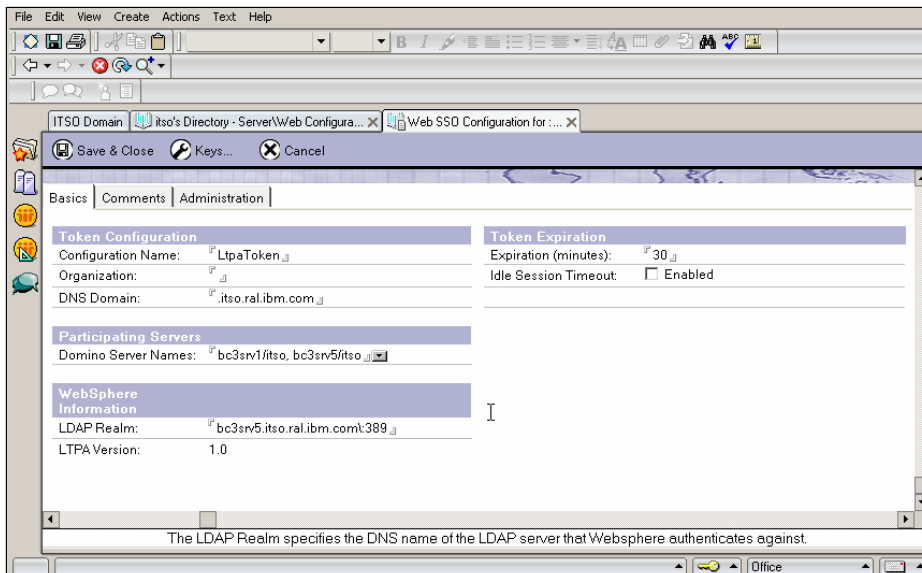 File Edit View Create Actions Text Help
B I ABC
ITSO Domain itso's Directory - Server\Web Configura... Web SSO Configuration for :...
Save & Close Keys... Cancel
Basics Comments Administration
Token Configuration
Configuration Name: LtpaToken
Organization:
DNS Domain: .itso.ral.ibm.com
Token Expiration
Expiration (minutes): 30
Idle Session Timeout: Enabled
Participating Servers
Domino Server Names: bc3srv1/itso, bc3srv5/itso
WebSphere
Information
LDAP Realm: bc3srv5.itso.ral.ibm.com\:389
LTPA Version: 1.0
The LDAP Realm specifies the DNS name of the LDAP server that Websphere authenticates against.
Office